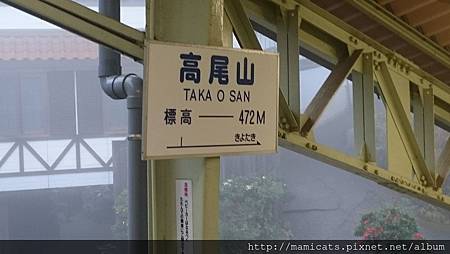 高尾山
TAKA O SAN
標高 ── 472M
きよたき
http://mamicats.pixnet.net/album